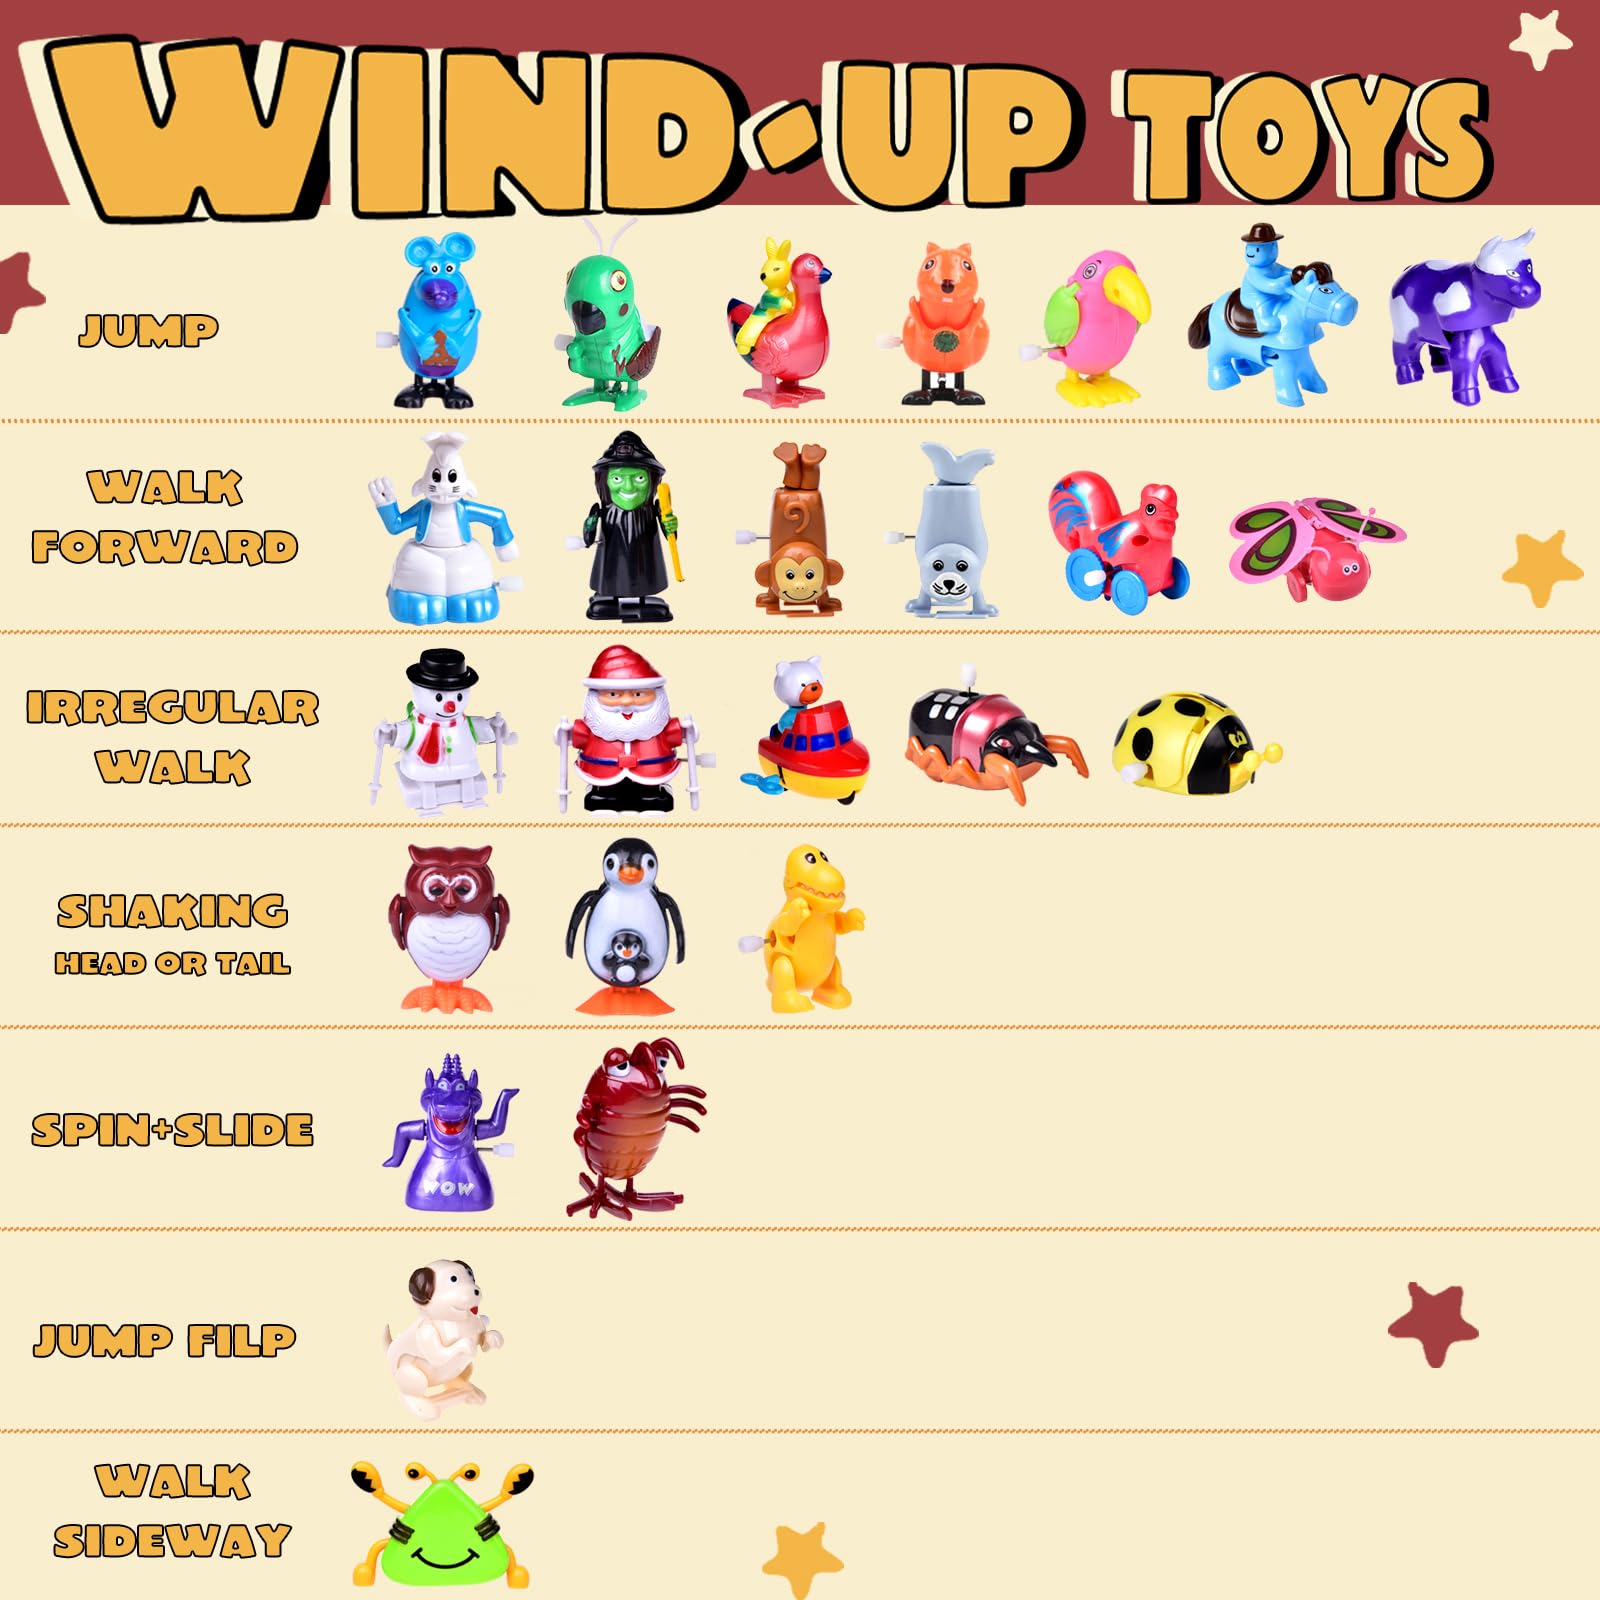 WIND-UP TOYS
JUMP
WALK
FORWARD
IRREGULAR
WALK
SHAKING
HEAD OR TAIL
SPIN+SLIDE
WOW
JUMP FILP
WALK
SIDEWAY